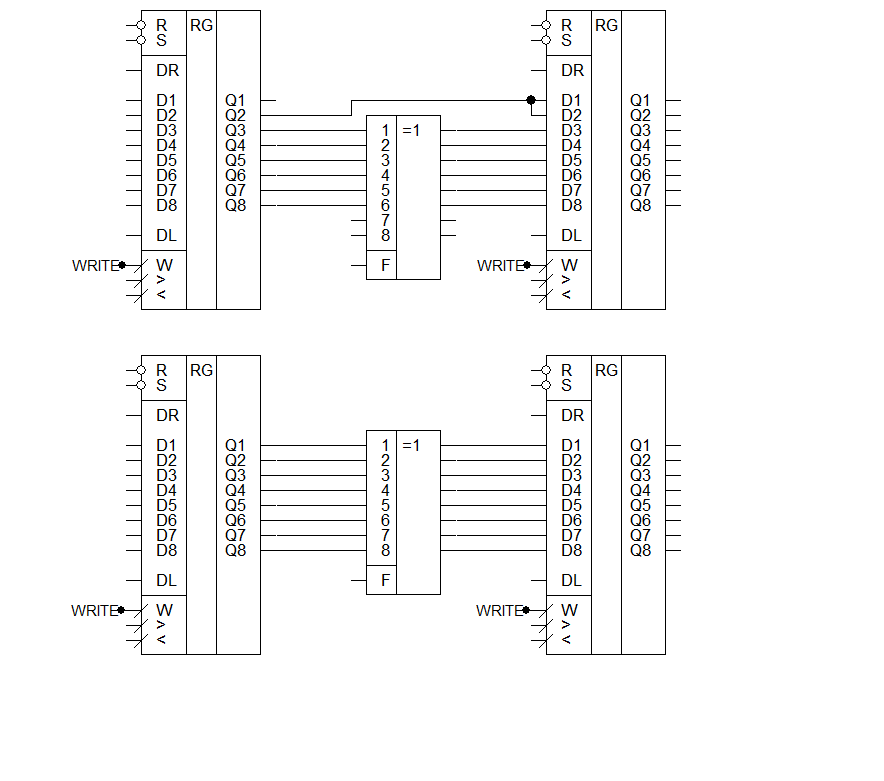 R RG R RG
S S
DR DR
D1 Q1 D1 Q1
D2 Q2 D2 Q2
D3 Q3 1 =1 D3 Q3
D4 Q4 2 D4 Q4
D5 Q5 3 D5 Q5
D6 Q6 4 D6 Q6
D7 Q7 5 D7 Q7
D8 Q8 6 D8 Q8
7
DL 8 DL
WRITE W F WRITE W
> >
< <
R RG R RG
S S
DR DR
D1 Q1 1 =1 D1 Q1
D2 Q2 2 D2 Q2
D3 Q3 3 D3 Q3
D4 Q4 4 D4 Q4
D5 Q5 5 D5 Q5
D6 Q6 6 D6 Q6
D7 Q7 7 D7 Q7
D8 Q8 8 D8 Q8
DL F DL
WRITE W WRITE W
> >
< <